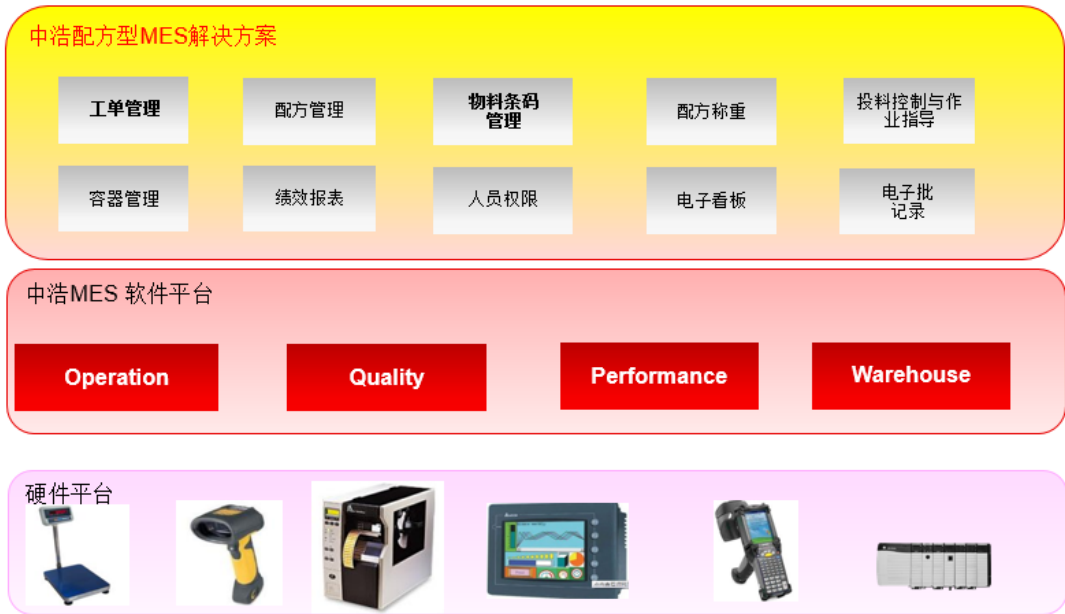 中浩配方型MES解决方案
工单管理
配方管理
物料条码
管理
配方称重
投料控制与作
业指导
容器管理
绩效报表
人员权限
电子看板
电子批
记录
中浩MES 软件平台
Operation
Quality
Performance
Warehouse
硬件平台